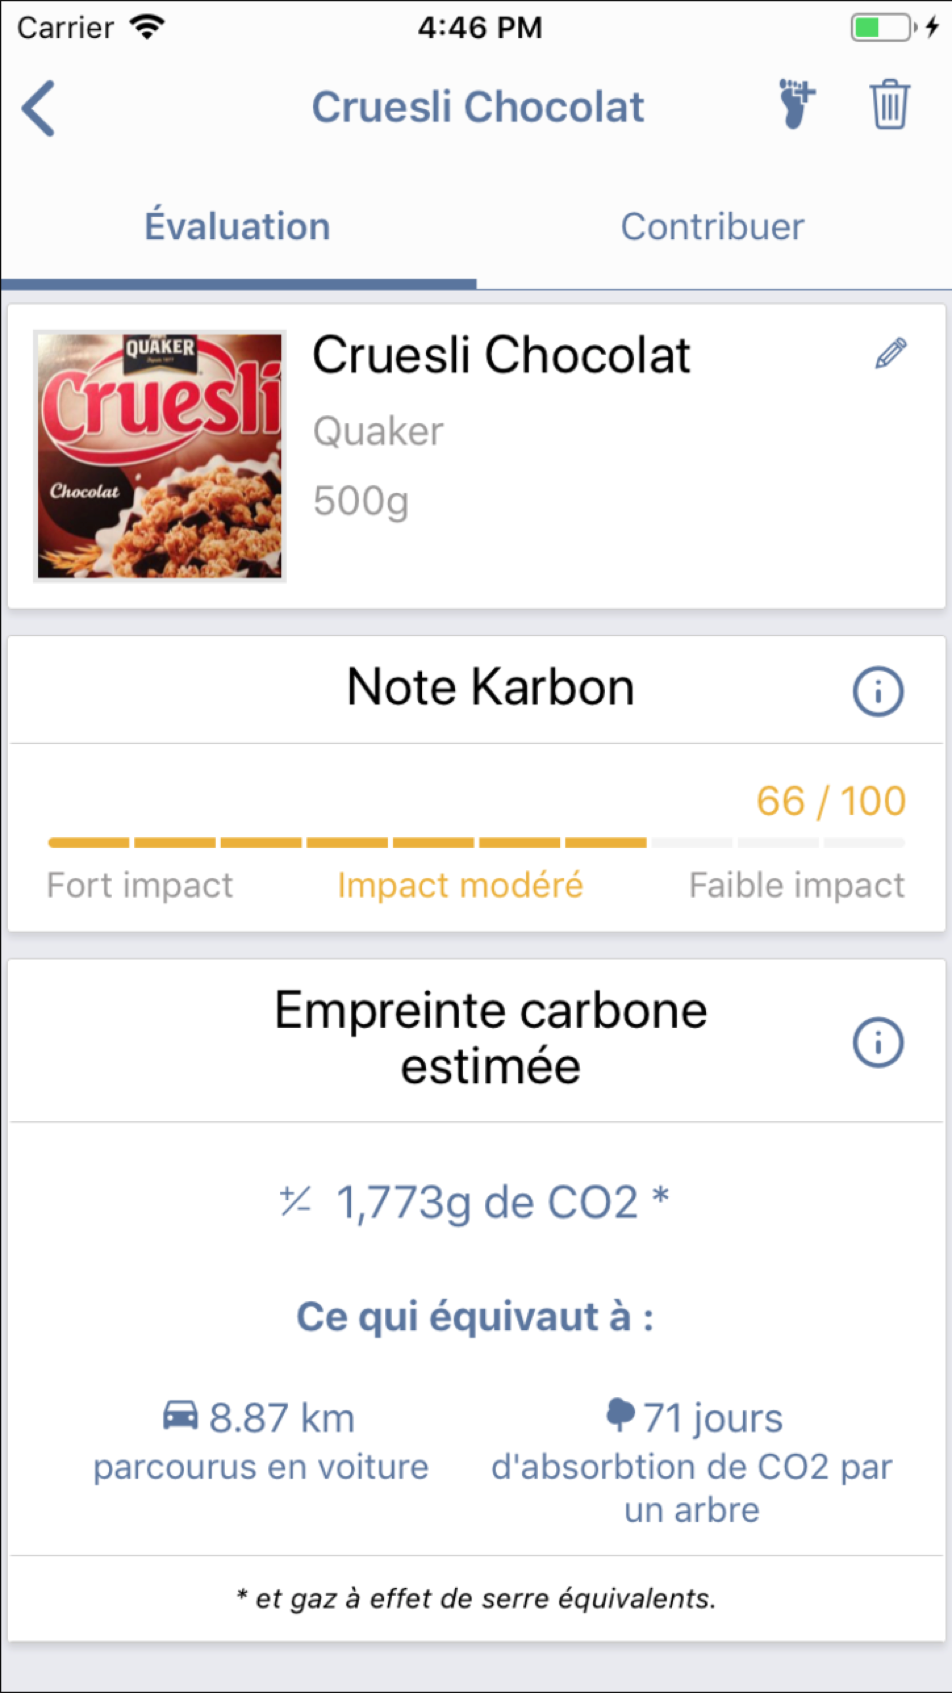 Carrier 4:46 PM
Cruesli Chocolat
Évaluation Contribuer
QUAKER
Cruesli
Chocolat
Cruesli Chocolat
Quaker
500g
Note Karbon
66 / 100
Fort impact Impact modéré Faible impact
Empreinte carbone
estimée
+/- 1,773g de CO2 *
Ce qui équivaut à :
8.87 km
parcourus en voiture
71 jours
d'absorbtion de CO2 par
un arbre
* et gaz à effet de serre équivalents.